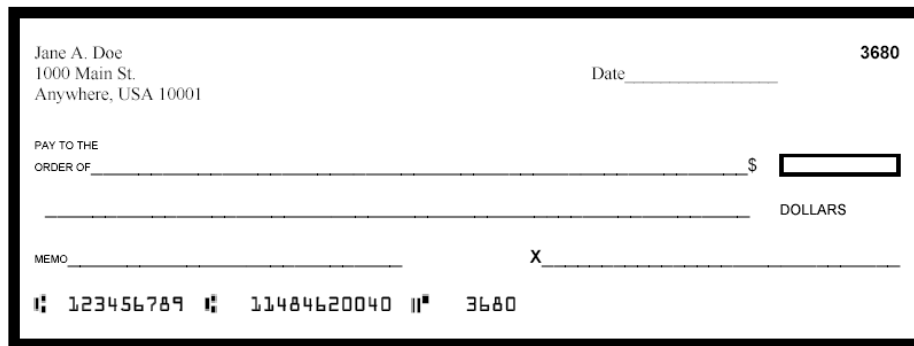 Jane A. Doe 3680
1000 Main St. Date
Anywhere, USA 10001
PAY TO THE
ORDER OF $
DOLLARS
MEMO X
⑆ 123456789 ⑆ 11484620040 ⑈ 3680